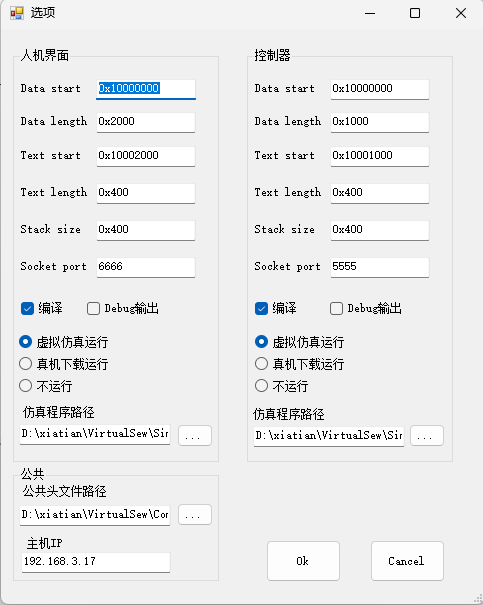 选项
人机界面
Data start 0x10000000
Data length 0x2000
Text start 0x10002000
Text length 0x400
Stack size 0x400
Socket port 6666
编译 Debug输出
虚拟仿真运行
真机下载运行
不运行
仿真程序路径
D:\xiatian\VirtualSew\Sir ...
控制器
Data start 0x10000000
Data length 0x1000
Text start 0x10001000
Text length 0x400
Stack size 0x400
Socket port 5555
编译 Debug输出
虚拟仿真运行
真机下载运行
不运行
仿真程序路径
D:\xiatian\VirtualSew\Sir ...
公共
公共头文件路径
D:\xiatian\VirtualSew\Cor ...
主机IP
192.168.3.17
Ok
Cancel